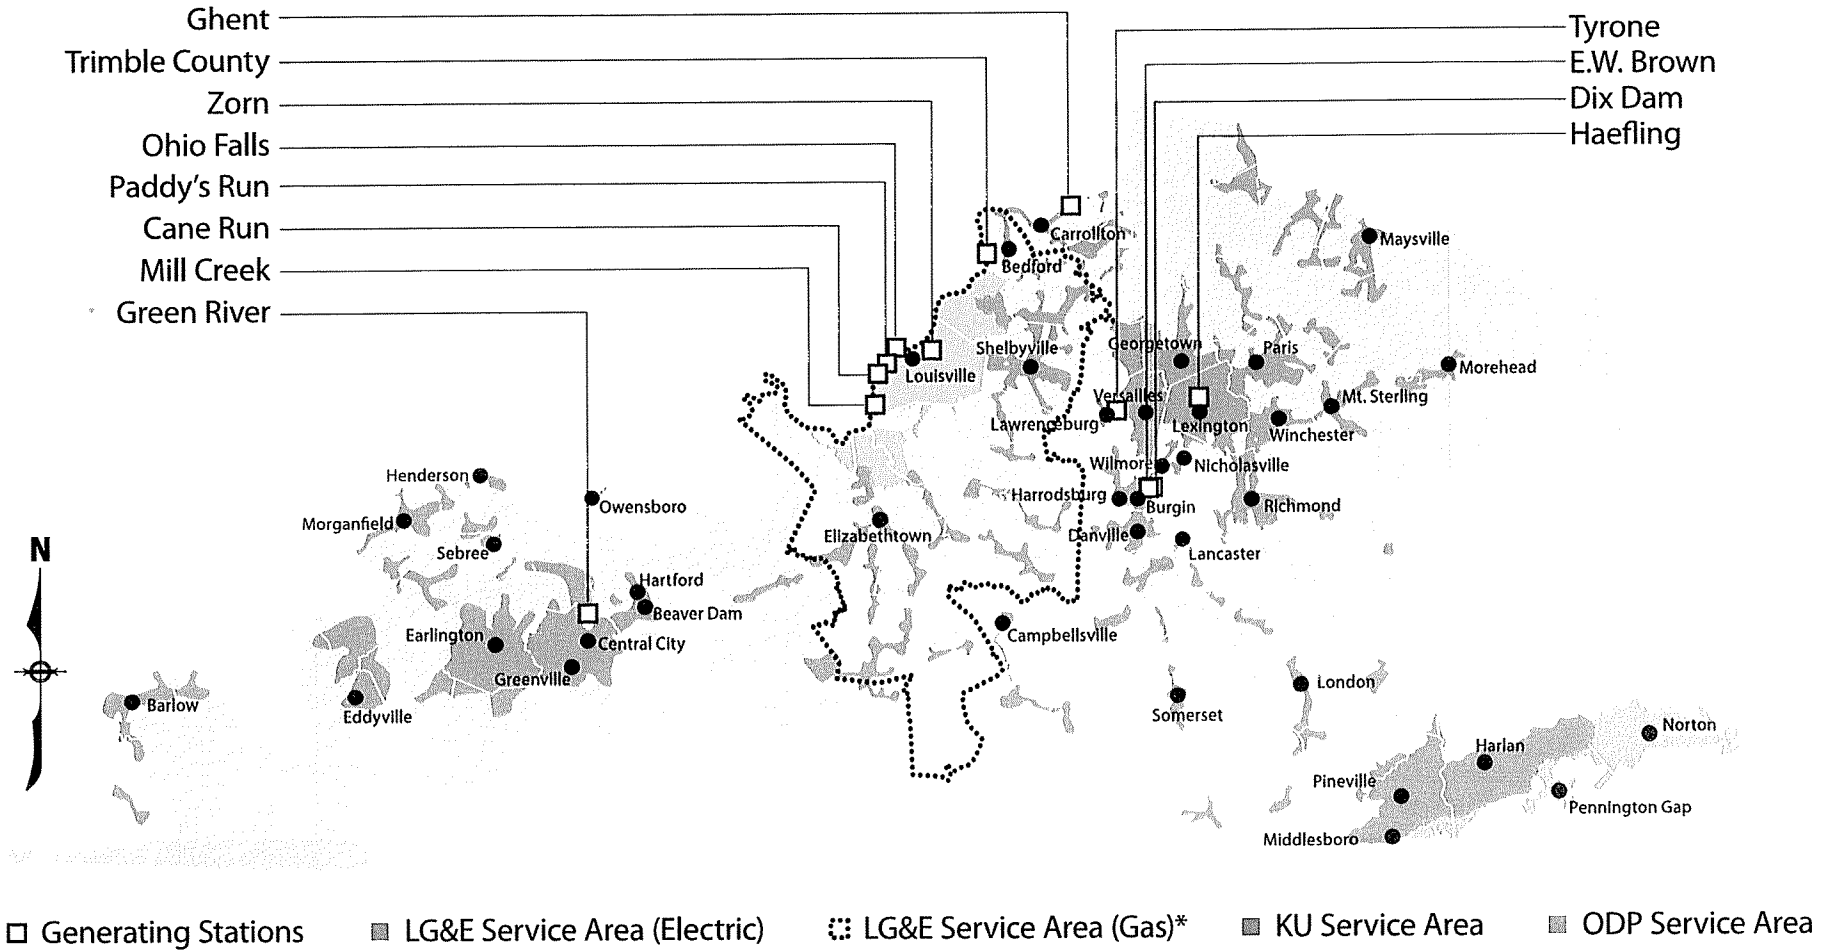 Ghent
Trimble County
Zorn
Ohio Falls
Paddy's Run
Cane Run
Mill Creek
Green River
Tyrone
E.W. Brown
Dix Dam
Haefling
Carrollton
Bedford
Maysville
Shelbyville
Georgetown
Paris
Louisville
Morehead
Versailles
Mt. Sterling
Lawrenceburg
Lexington
Winchester
Wilmore
Nicholasville
Henderson
Harrodsburg
Burgin
Richmond
Owensboro
Morganfield
Elizabethtown
Danville
Sebree
Lancaster
N
Hartford
Beaver Dam
Earlington
Central City
Campbellsville
Greenville
London
Barlow
Eddyville
Somerset
Norton
Harlan
Pineville
Pennington Gap
Middlesboro
Generating Stations
LG&E Service Area (Electric)
LG&E Service Area (Gas)*
KU Service Area
ODP Service Area